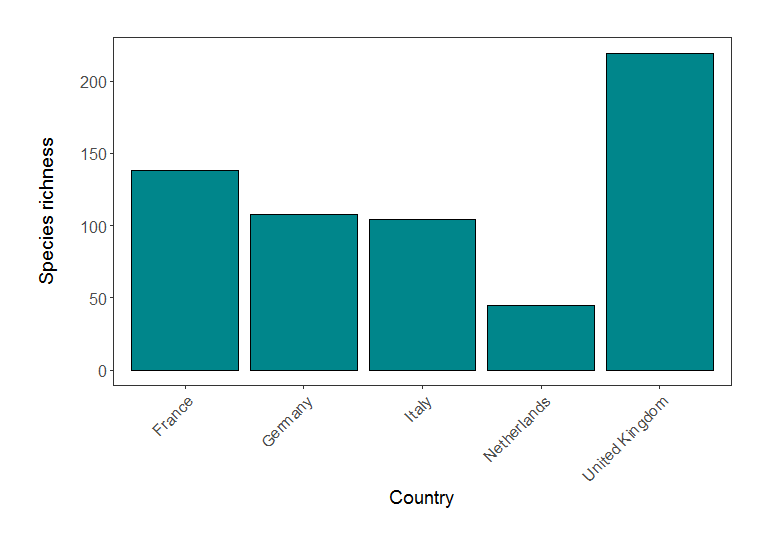 Species richness
200
150
100
50
0
France
Germany
Italy
Netherlands
United Kingdom
Country